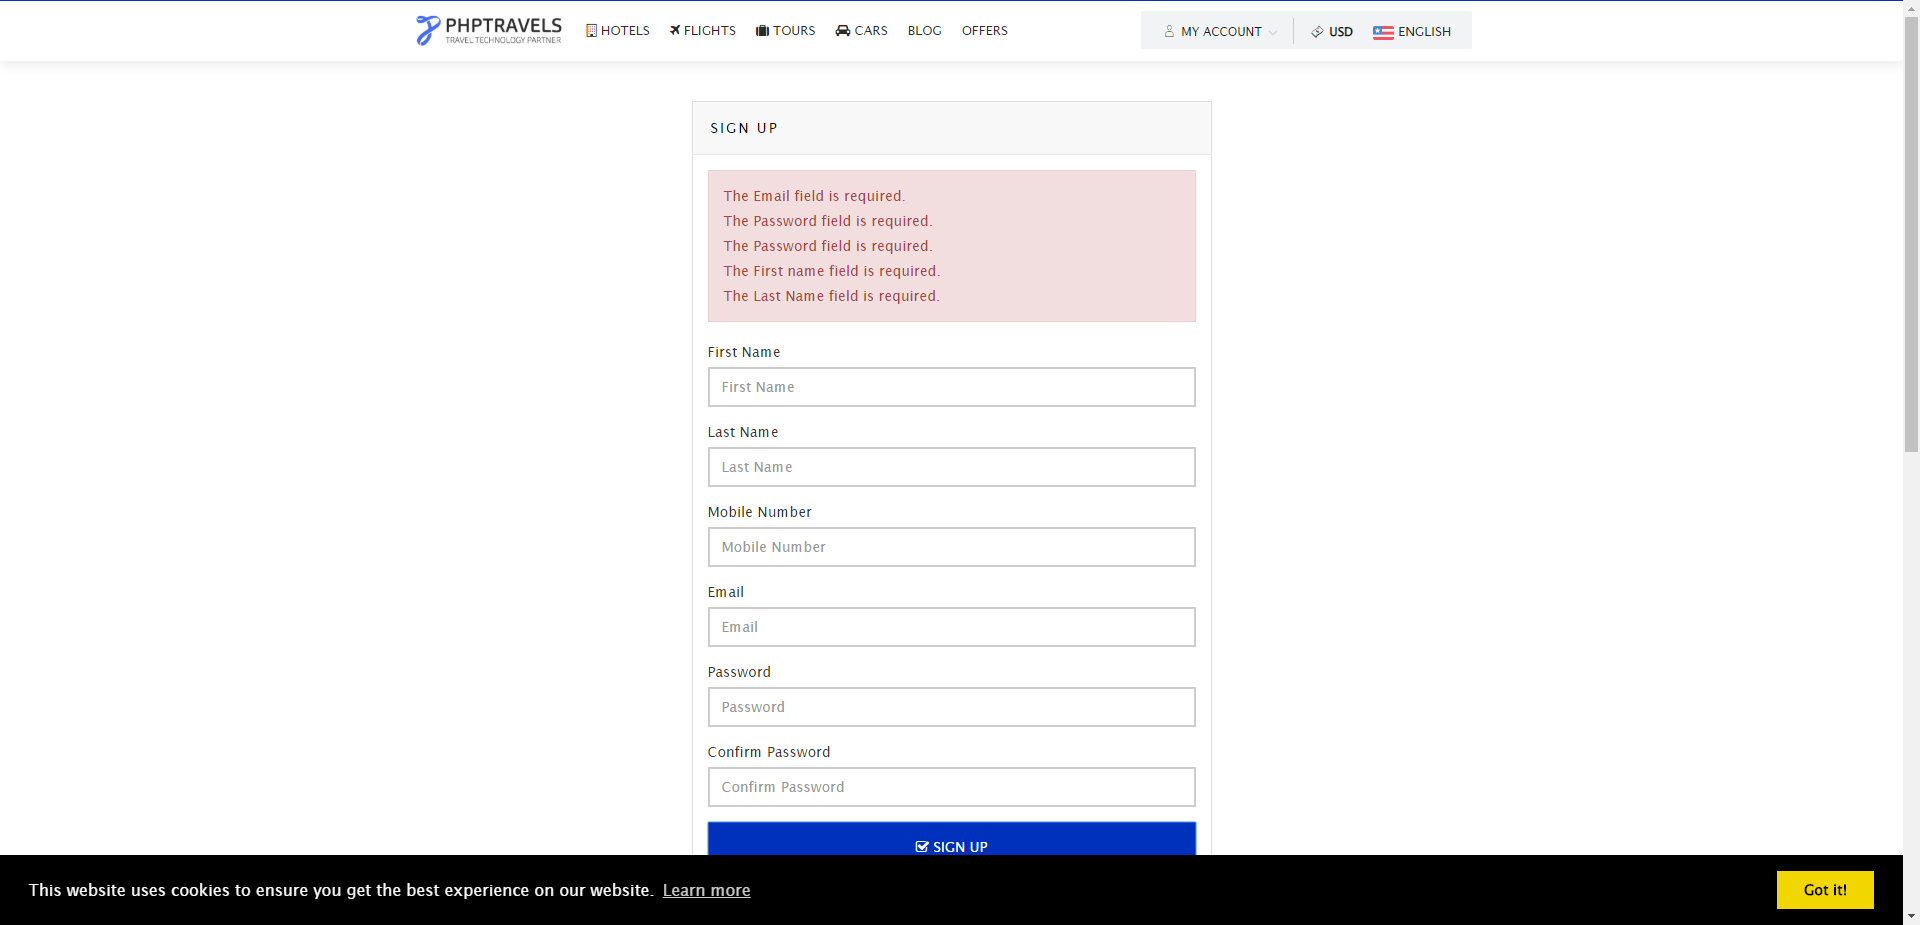 PHPTRAVELS
TRAVEL TECHNOLOGY PARTNER
HOTELS
FLIGHTS
TOURS
CARS
BLOG
OFFERS
MY ACCOUNT
USD
ENGLISH
SIGN UP
The Email field is required.
The Password field is required.
The Password field is required.
The First name field is required.
The Last Name field is required.
First Name
First Name
Last Name
Last Name
Mobile Number
Mobile Number
Email
Email
Password
Password
Confirm Password
Confirm Password
SIGN UP
This website uses cookies to ensure you get the best experience on our website. Learn more
Got it!